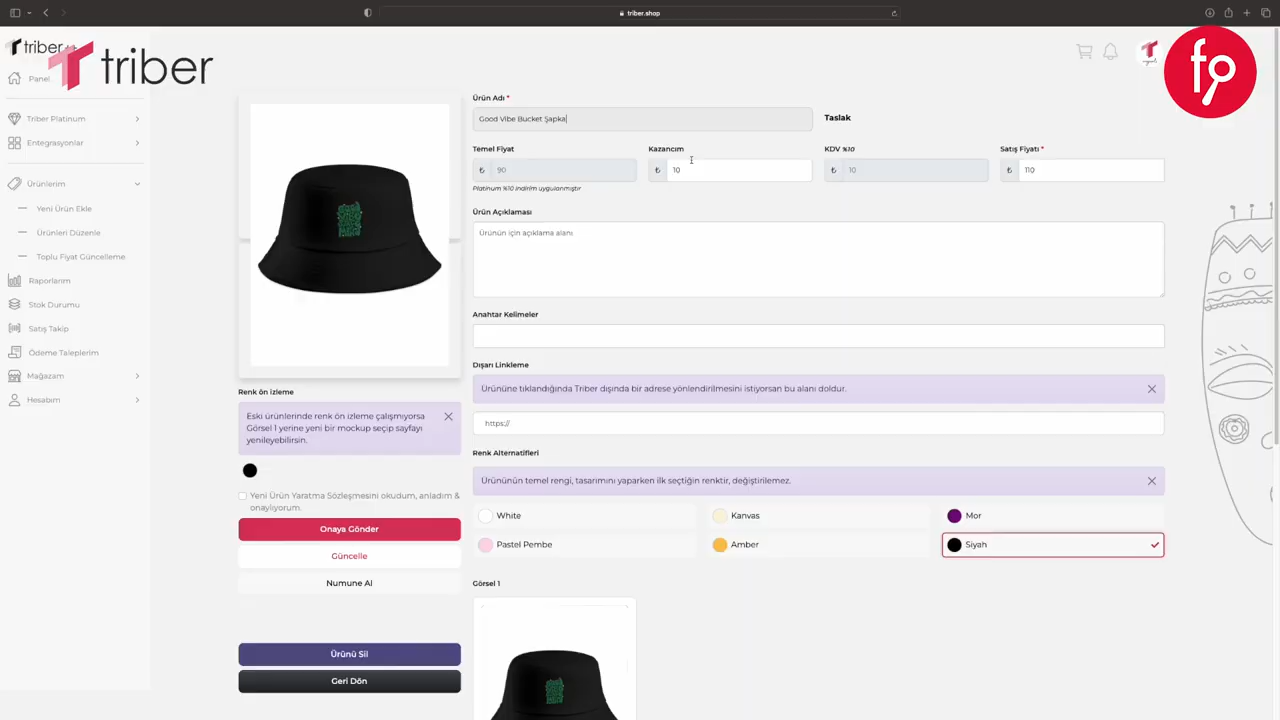 triber.shop
triber
triber
fp
Panel
Triber Platinum
Entegrasyonlar
Ürünlerim
Yeni Ürün Ekle
Ürünleri Düzenle
Toplu Fiyat Güncelleme
Raporlarım
Stok Durumu
Satış Takip
Ödeme Taleplerim
Mağazam
Hesabım
Renk ön izleme
Eski ürünlerinde renk ön izleme çalışmıyorsa
Görsel 1 yerine yeni bir mockup seçip sayfayı
yenileyebilirsin.
Yeni Ürün Yaratma Sözleşmesini okudum, anladım &
onaylıyorum.
Onaya Gönder
Güncelle
Numune Al
Ürünü Sil
Geri Dön
Ürün Adı *
Good Vibe Bucket Şapka
Taslak
Temel Fiyat
Kazancım
KDV %10
Satış Fiyatı *
₺ 90
₺ 10
₺ 10
₺ 110
Platinum %10 indirim uygulanmıştır
Ürün Açıklaması
Ürünün için açıklama alanı
Anahtar Kelimeler
Dışarı Linkleme
Ürününe tıklandığında Triber dışında bir adrese yönlendirilmesini istiyorsan bu alanı doldur.
https://
Renk Alternatifleri
Ürününün temel rengi, tasarımını yaparken ilk seçtiğin renktir, değiştirilemez.
White
Kanvas
Mor
Pastel Pembe
Amber
Siyah
Görsel 1